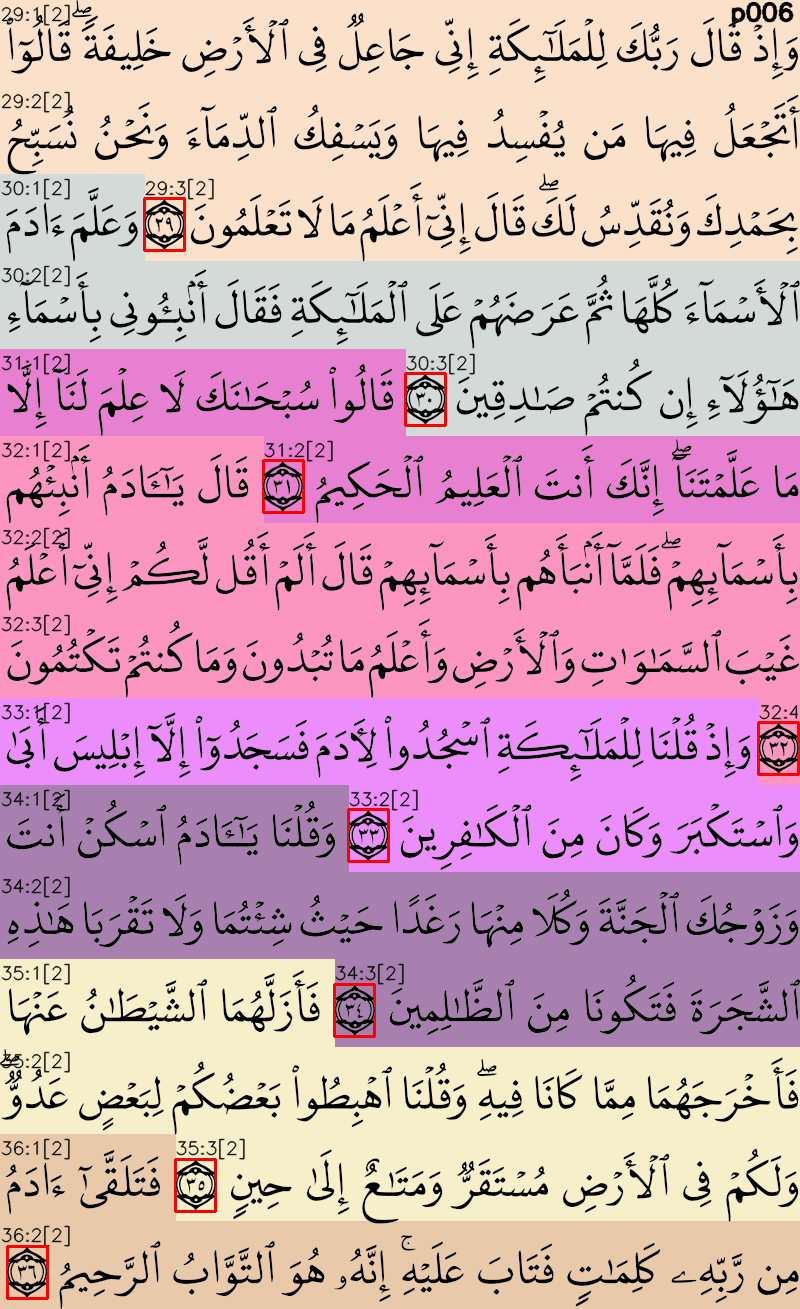 29:1[2] p006
وَإِذْ قَالَ رَبُّكَ لِلْمَلَـٰٓئِكَةِ إِنِّى جَاعِلٌ فِى ٱلْأَرْضِ خَلِيفَةًۖ قَالُوٓا۟
29:2[2]
أَتَجْعَلُ فِيهَا مَن يُفْسِدُ فِيهَا وَيَسْفِكُ ٱلدِّمَآءَ وَنَحْنُ نُسَبِّحُ
30:1[2] 29:3[2]
بِحَمْدِكَ وَنُقَدِّسُ لَكَۖ قَالَ إِنِّىٓ أَعْلَمُ مَا لَا تَعْلَمُونَ ٢٩ وَعَلَّمَ ءَادَمَ
30:2[2]
ٱلْأَسْمَآءَ كُلَّهَا ثُمَّ عَرَضَهُمْ عَلَى ٱلْمَلَـٰٓئِكَةِ فَقَالَ أَنۢبِـُٔونِى بِأَسْمَآءِ
31:1[2] 30:3[2]
هَـٰٓؤُلَآءِ إِن كُنتُمْ صَـٰدِقِينَ ٣٠ قَالُوا۟ سُبْحَـٰنَكَ لَا عِلْمَ لَنَآ إِلَّا
32:1[2] 31:2[2]
مَا عَلَّمْتَنَآۖ إِنَّكَ أَنتَ ٱلْعَلِيمُ ٱلْحَكِيمُ ٣١ قَالَ يَـٰٓـَٔادَمُ أَنۢبِئْهُم
32:2[2]
بِأَسْمَآئِهِمْۖ فَلَمَّآ أَنۢبَأَهُم بِأَسْمَآئِهِمْ قَالَ أَلَمْ أَقُل لَّكُمْ إِنِّىٓ أَعْلَمُ
32:3[2]
غَيْبَ ٱلسَّمَـٰوَٰتِ وَٱلْأَرْضِ وَأَعْلَمُ مَا تُبْدُونَ وَمَا كُنتُمْ تَكْتُمُونَ
33:1[2] 32:4
٣٢ وَإِذْ قُلْنَا لِلْمَلَـٰٓئِكَةِ ٱسْجُدُوا۟ لِـَٔادَمَ فَسَجَدُوٓا۟ إِلَّآ إِبْلِيسَ أَبَىٰ
34:1[2] 33:2[2]
وَٱسْتَكْبَرَ وَكَانَ مِنَ ٱلْكَـٰفِرِينَ ٣٣ وَقُلْنَا يَـٰٓـَٔادَمُ ٱسْكُنْ أَنتَ
34:2[2]
وَزَوْجُكَ ٱلْجَنَّةَ وَكُلَا مِنْهَا رَغَدًا حَيْثُ شِئْتُمَا وَلَا تَقْرَبَا هَـٰذِهِ
35:1[2] 34:3[2]
ٱلشَّجَرَةَ فَتَكُونَا مِنَ ٱلظَّـٰلِمِينَ ٣٤ فَأَزَلَّهُمَا ٱلشَّيْطَـٰنُ عَنْهَا
35:2[2]
فَأَخْرَجَهُمَا مِمَّا كَانَا فِيهِۖ وَقُلْنَا ٱهْبِطُوا۟ بَعْضُكُمْ لِبَعْضٍ عَدُوٌّۖ
36:1[2] 35:3[2]
وَلَكُمْ فِى ٱلْأَرْضِ مُسْتَقَرٌّ وَمَتَـٰعٌ إِلَىٰ حِينٍ ٣٥ فَتَلَقَّىٰٓ ءَادَمُ
36:2[2]
مِن رَّبِّهِۦ كَلِمَـٰتٍ فَتَابَ عَلَيْهِۚ إِنَّهُۥ هُوَ ٱلتَّوَّابُ ٱلرَّحِيمُ ٣٦